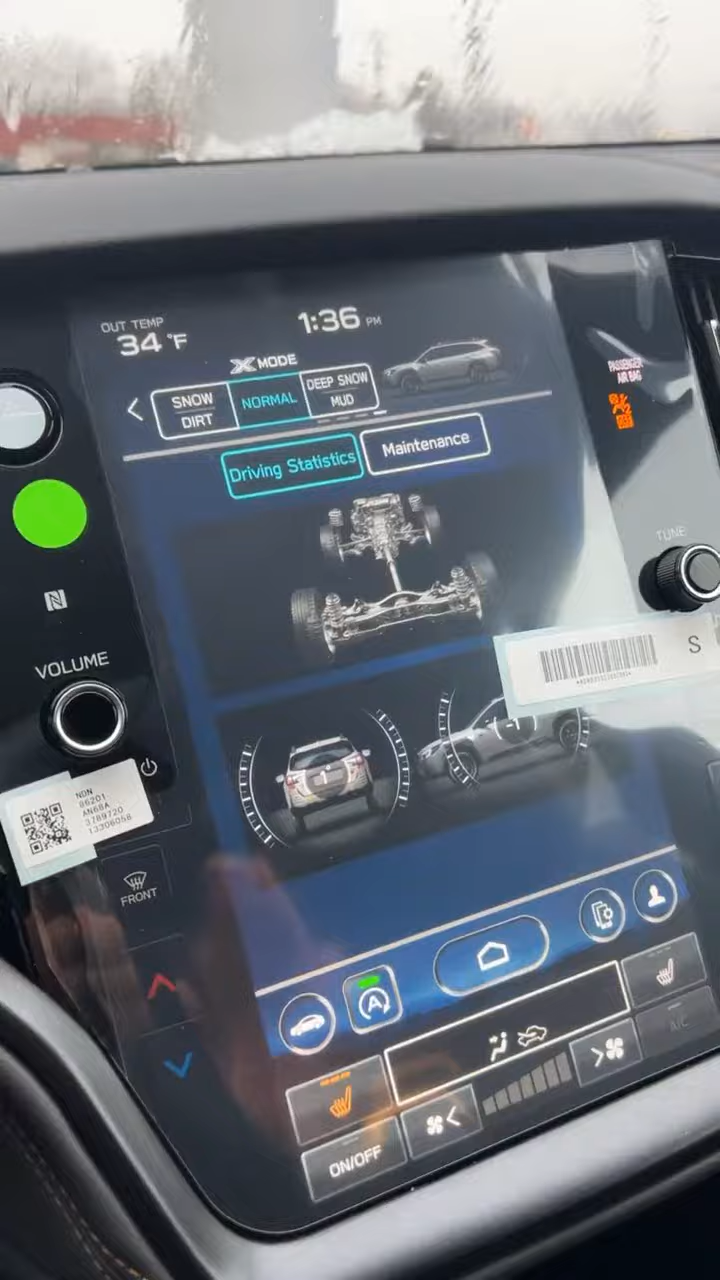 OUT TEMP
34 °F
1:36 PM
X MODE
SNOW
DIRT
NORMAL
DEEP SNOW
MUD
PASSENGER
AIR BAG
Driving Statistics
Maintenance
TUNE
S
VOLUME
NDN
86201
AN68A
3789720
13306058
FRONT
A
A/C
ON/OFF